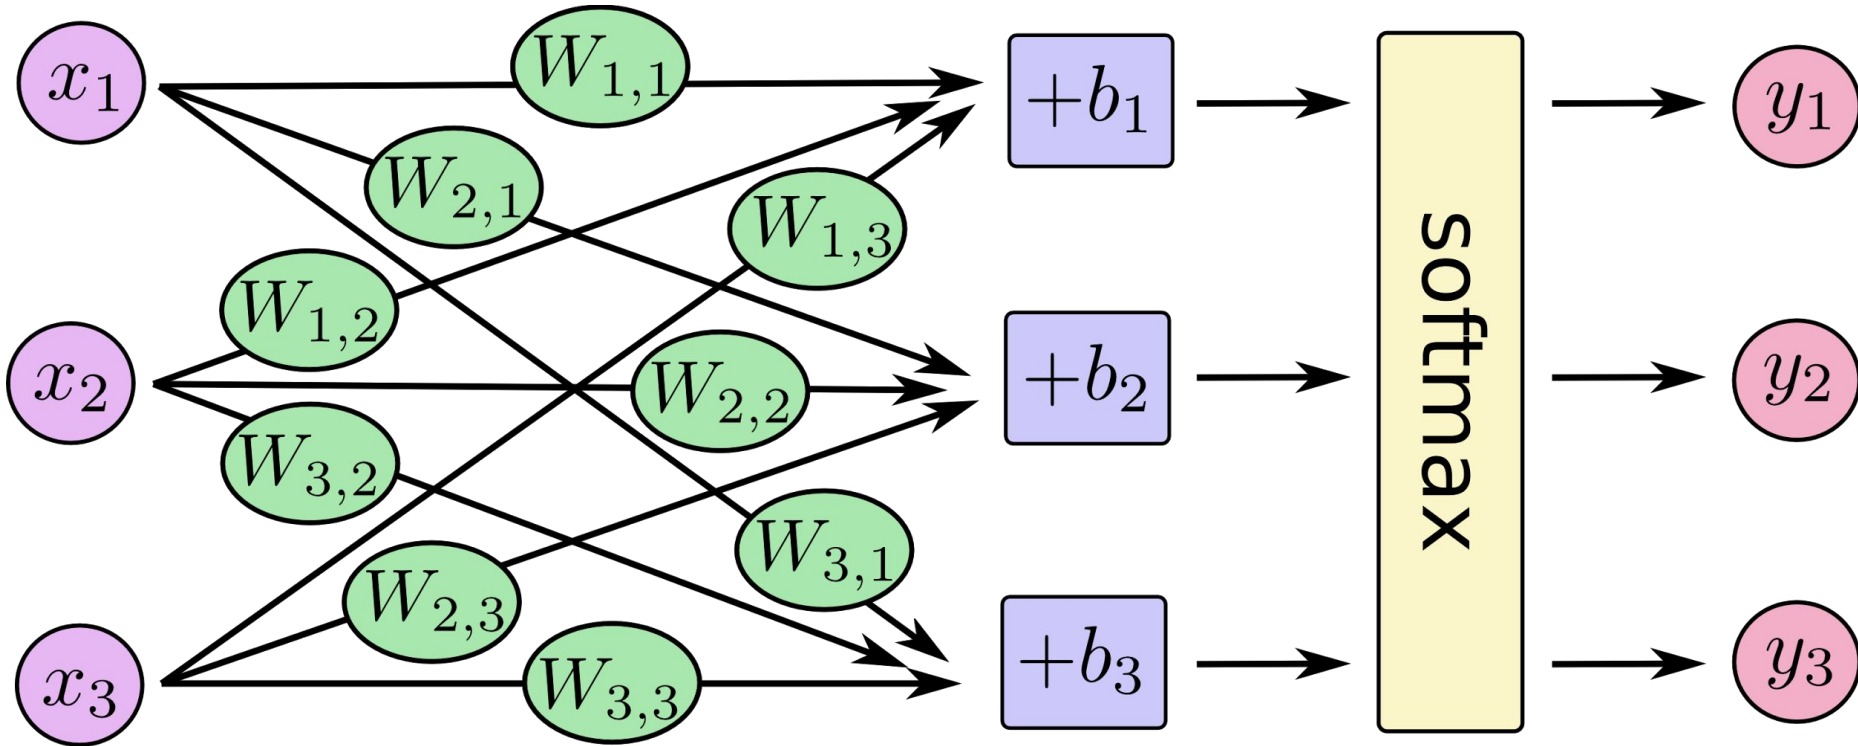 x₁
W₁,₁
+b₁
y₁
W₂,₁
W₁,₃
W₁,₂
softmax
x₂
W₂,₂
+b₂
y₂
W₃,₂
W₃,₁
W₂,₃
x₃
W₃,₃
+b₃
y₃